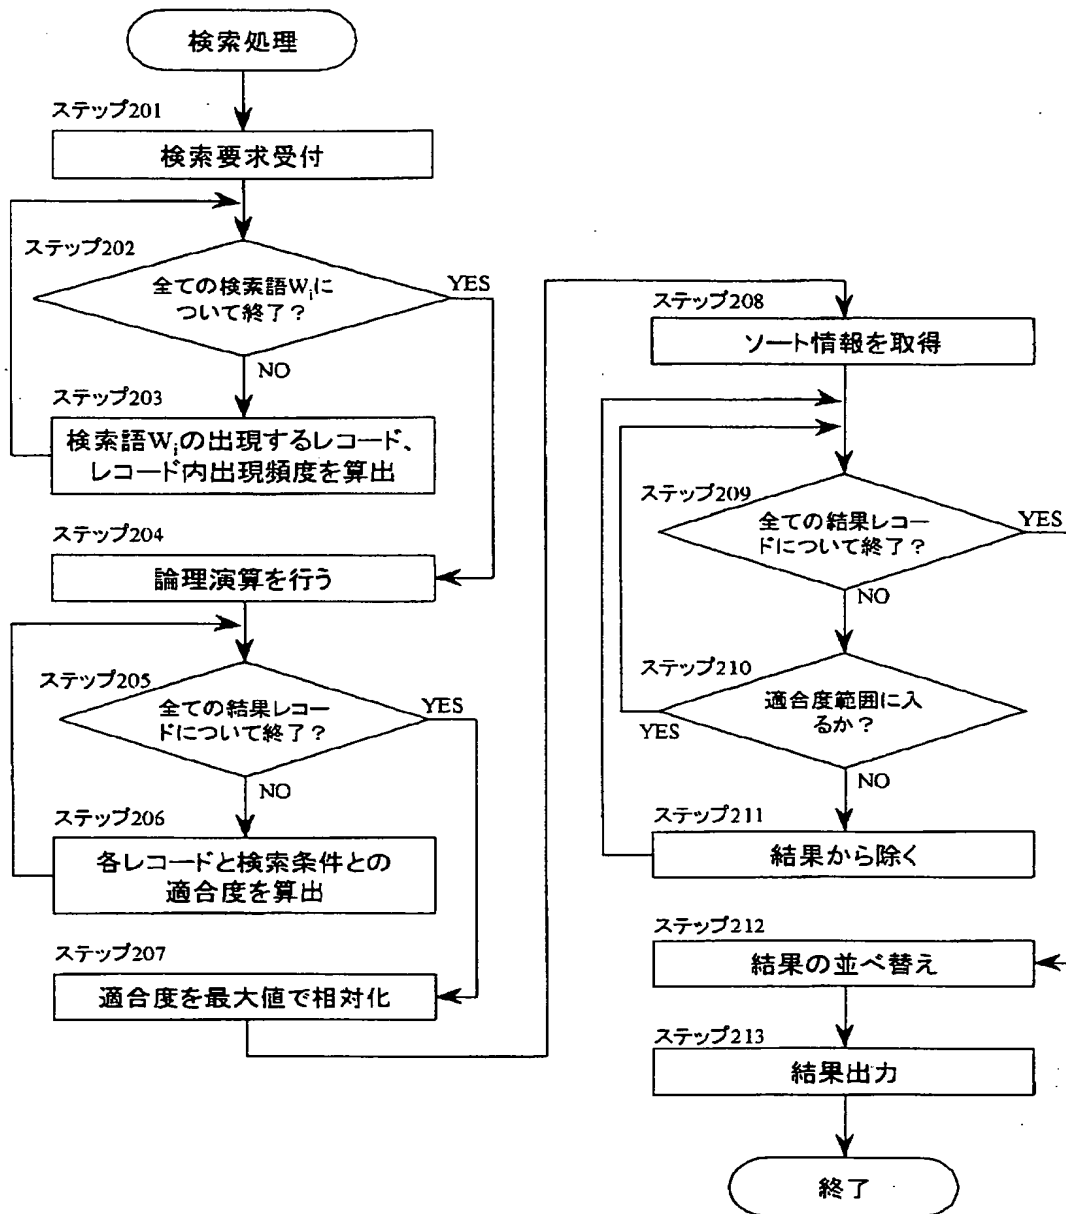 検索処理
ステップ201
検索要求受付
ステップ202
全ての検索語Wiに
ついて終了？
YES
NO
ステップ203
検索語Wiの出現するレコード、
レコード内出現頻度を算出
ステップ204
論理演算を行う
ステップ205
全ての結果レコー
ドについて終了？
YES
NO
ステップ206
各レコードと検索条件との
適合度を算出
ステップ207
適合度を最大値で相対化
ステップ208
ソート情報を取得
ステップ209
全ての結果レコー
ドについて終了？
YES
NO
ステップ210
適合度範囲に入
るか？
YES
NO
ステップ211
結果から除く
ステップ212
結果の並べ替え
ステップ213
結果出力
終了